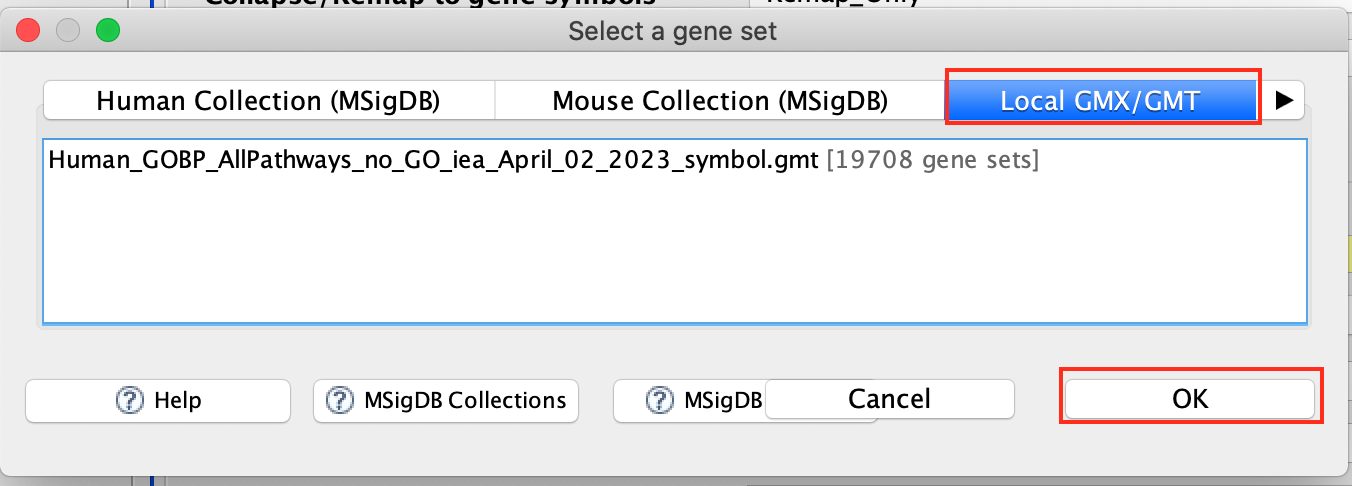 Collapse/Remap to gene symbols
Remap_Only
Select a gene set
Human Collection (MSigDB)
Mouse Collection (MSigDB)
Local GMX/GMT
Human_GOBP_AllPathways_no_GO_iea_April_02_2023_symbol.gmt [19708 gene sets]
Help
MSigDB Collections
MSigDB
Cancel
OK